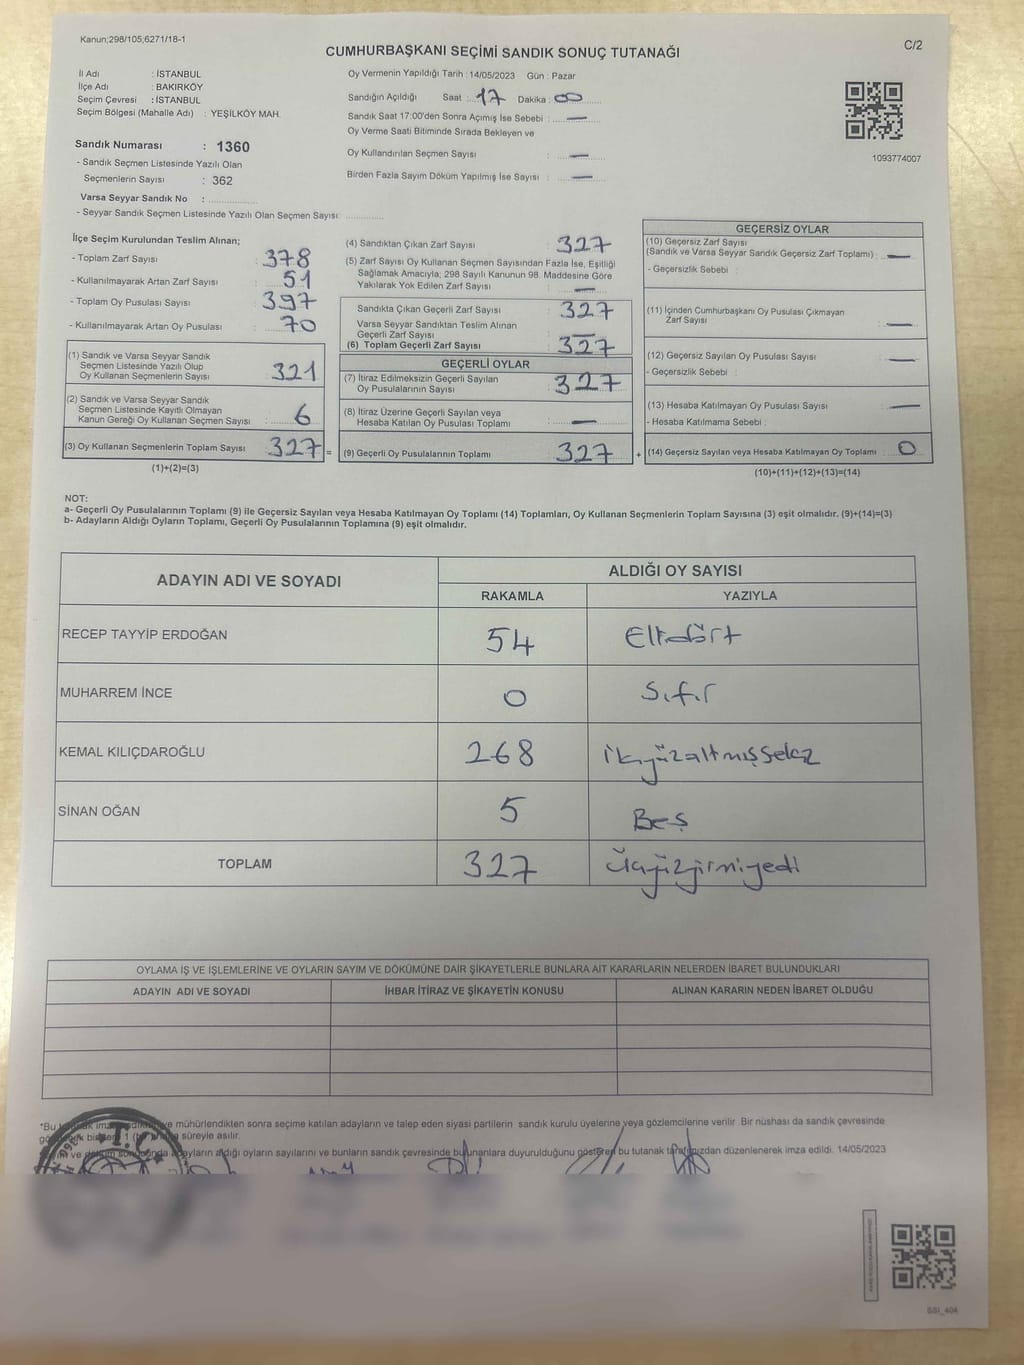 Kanun;298/105;6271/18-1
C/2
CUMHURBAŞKANI SEÇİMİ SANDIK SONUÇ TUTANAĞI
İl Adı : İSTANBUL
İlçe Adı : BAKIRKÖY
Seçim Çevresi : İSTANBUL
Seçim Bölgesi (Mahalle Adı) : YEŞİLKÖY MAH.
Sandık Numarası : 1360
- Sandık Seçmen Listesinde Yazılı Olan
Seçmenlerin Sayısı : 362
Varsa Seyyar Sandık No :
- Seyyar Sandık Seçmen Listesinde Yazılı Olan Seçmen Sayısı:
Oy Vermenin Yapıldığı Tarih : 14/05/2023 Gün : Pazar
Sandığın Açıldığı Saat : 17 Dakika : 00
Sandık Saat 17:00'den Sonra Açımış İse Sebebi : —
Oy Verme Saati Bitiminde Sırada Bekleyen ve
Oy Kullandırılan Seçmen Sayısı : —
Birden Fazla Sayım Döküm Yapılmış İse Sayısı : —
1093774007
İlçe Seçim Kurulundan Teslim Alınan;
- Toplam Zarf Sayısı 378
- Kullanılmayarak Artan Zarf Sayısı : 51
- Toplam Oy Pusulası Sayısı 397
- Kullanılmayarak Artan Oy Pusulası 70
(1) Sandık ve Varsa Seyyar Sandık
Seçmen Listesinde Yazılı Olup
Oy Kullanan Seçmenlerin Sayısı 321
(2) Sandık ve Varsa Seyyar Sandık
Seçmen Listesinde Kayıtlı Olmayan
Kanun Gereği Oy Kullanan Seçmen Sayısı 6
(3) Oy Kullanan Seçmenlerin Toplam Sayısı 327 =
(1)+(2)=(3)
(4) Sandıktan Çıkan Zarf Sayısı : 327
(5) Zarf Sayısı Oy Kullanan Seçmen Sayısından Fazla İse, Eşitliği
Sağlamak Amacıyla; 298 Sayılı Kanunun 98. Maddesine Göre
Yakılarak Yok Edilen Zarf Sayısı —
Sandıkta Çıkan Geçerli Zarf Sayısı 327
Varsa Seyyar Sandıktan Teslim Alınan
Geçerli Zarf Sayısı —
(6) Toplam Geçerli Zarf Sayısı 327
GEÇERLİ OYLAR
(7) İtiraz Edilmeksizin Geçerli Sayılan
Oy Pusulalarının Sayısı 327
(8) İtiraz Üzerine Geçerli Sayılan veya
Hesaba Katılan Oy Pusulası Toplamı —
(9) Geçerli Oy Pusulalarının Toplamı 327 +
GEÇERSİZ OYLAR
(10) Geçersiz Zarf Sayısı
(Sandık ve Varsa Seyyar Sandık Geçersiz Zarf Toplamı) : —
- Geçersizlik Sebebi :
(11) İçinden Cumhurbaşkanı Oy Pusulası Çıkmayan
Zarf Sayısı : —
(12) Geçersiz Sayılan Oy Pusulası Sayısı —
- Geçersizlik Sebebi :
(13) Hesaba Katılmayan Oy Pusulası Sayısı —
- Hesaba Katılmama Sebebi :
(14) Geçersiz Sayılan veya Hesaba Katılmayan Oy Toplamı 0
(10)+(11)+(12)+(13)=(14)
NOT:
a- Geçerli Oy Pusulalarının Toplamı (9) ile Geçersiz Sayılan veya Hesaba Katılmayan Oy Toplamı (14) Toplamları, Oy Kullanan Seçmenlerin Toplam Sayısına (3) eşit olmalıdır. (9)+(14)=(3)
b- Adayların Aldığı Oyların Toplamı, Geçerli Oy Pusulalarının Toplamına (9) eşit olmalıdır.
ADAYIN ADI VE SOYADI
ALDIĞI OY SAYISI
RAKAMLA YAZIYLA
RECEP TAYYİP ERDOĞAN 54 Ellidört
MUHARREM İNCE 0 Sıfır
KEMAL KILIÇDAROĞLU 268 ikiyüzaltmışsekiz
SİNAN OĞAN 5 Beş
TOPLAM 327 üçyüzyirmiyedi
OYLAMA İŞ VE İŞLEMLERİNE VE OYLARIN SAYIM VE DÖKÜMÜNE DAİR ŞİKAYETLERLE BUNLARA AİT KARARLARIN NELERDEN İBARET BULUNDUKLARI
ADAYIN ADI VE SOYADI İHBAR İTİRAZ VE ŞİKAYETİN KONUSU ALINAN KARARIN NEDEN İBARET OLDUĞU
*Bu mühürlendikten sonra seçime katılan adayların ve talep eden siyasi partilerin sandık kurulu üyelerine veya gözlemcilerine verilir. Bir nüshası da sandık çevresinde
süreyle asılır.
adayların aldığı oyların sayılarını ve bunların sandık çevresinde bulunanlara duyurulduğunu gösteren bu tutanak tarafımızdan düzenlenerek imza edildi. 14/05/2023
T.C.
SSI_404